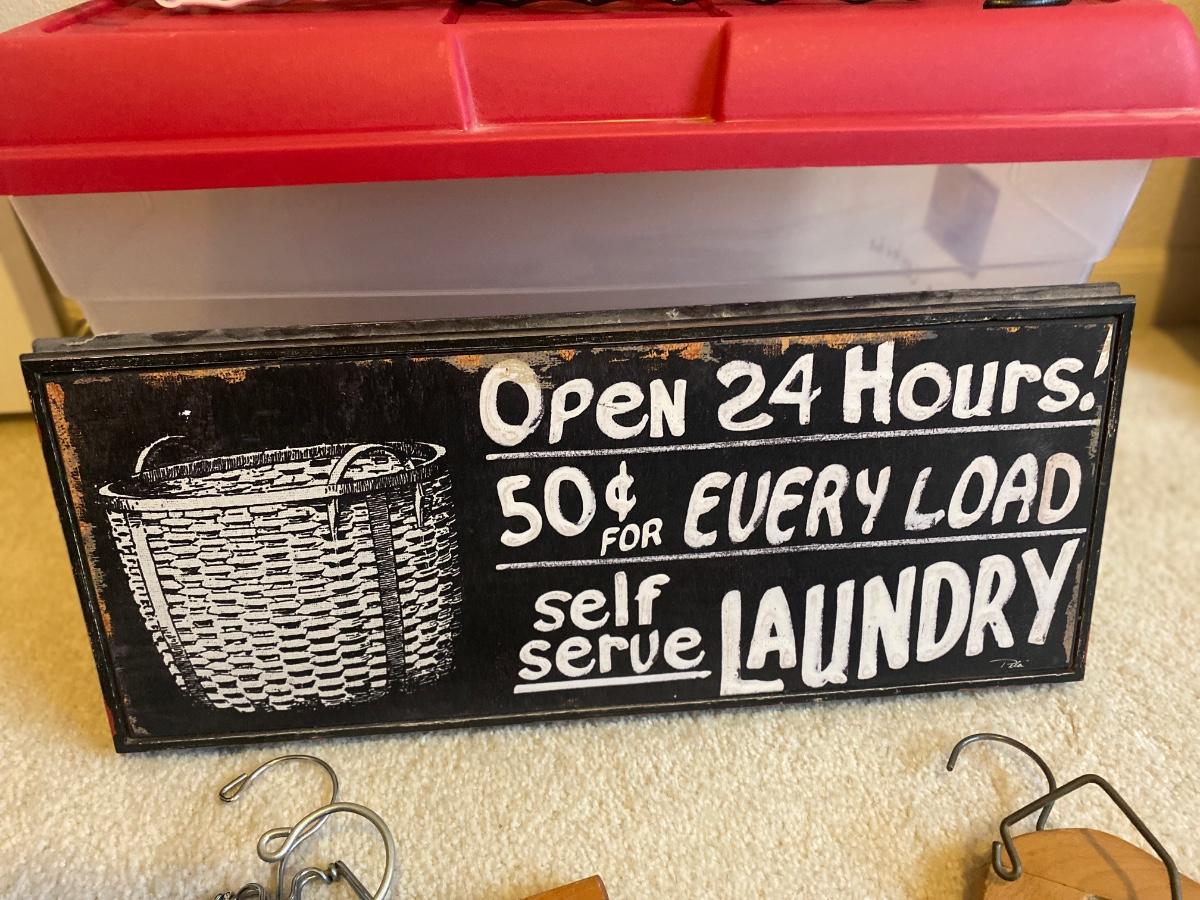 Open 24 Hours!
50¢ FOR EVERY LOAD
self serve LAUNDRY